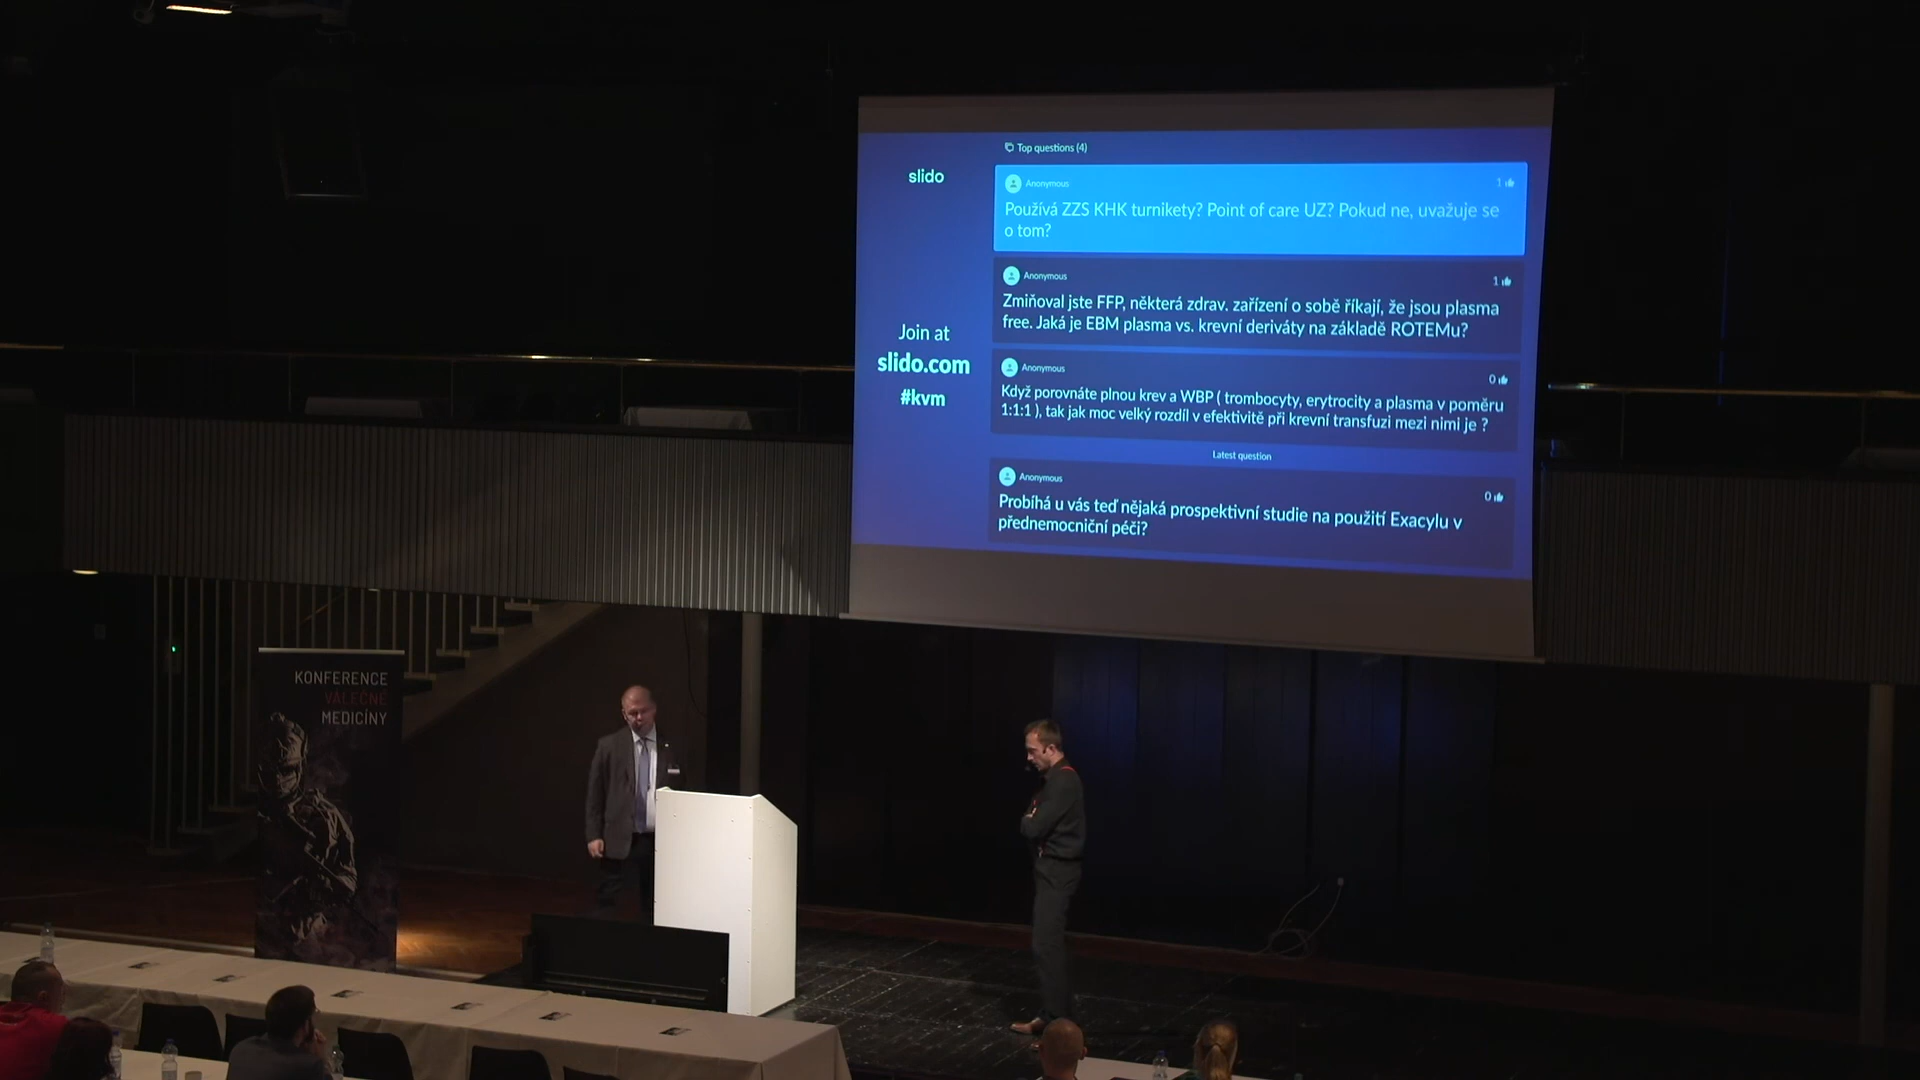 Top questions (4)
slido
Anonymous
1
Používá ZZS KHK turnikety? Point of care UZ? Pokud ne, uvažuje se
o tom?
Anonymous
1
Zmiňoval jste FFP, některá zdrav. zařízení o sobě říkají, že jsou plasma
free. Jaká je EBM plasma vs. krevní deriváty na základě ROTEMu?
Join at
slido.com
#kvm
Anonymous
0
Když porovnáte plnou krev a WBP ( trombocyty, erytrocity a plasma v poměru
1:1:1 ), tak jak moc velký rozdíl v efektivitě při krevní transfuzi mezi nimi je ?
Latest question
Anonymous
0
Probíhá u vás teď nějaká prospektivní studie na použití Exacylu v
přednemocniční péči?
KONFERENCE
VÁLEČNÉ
MEDICÍNY